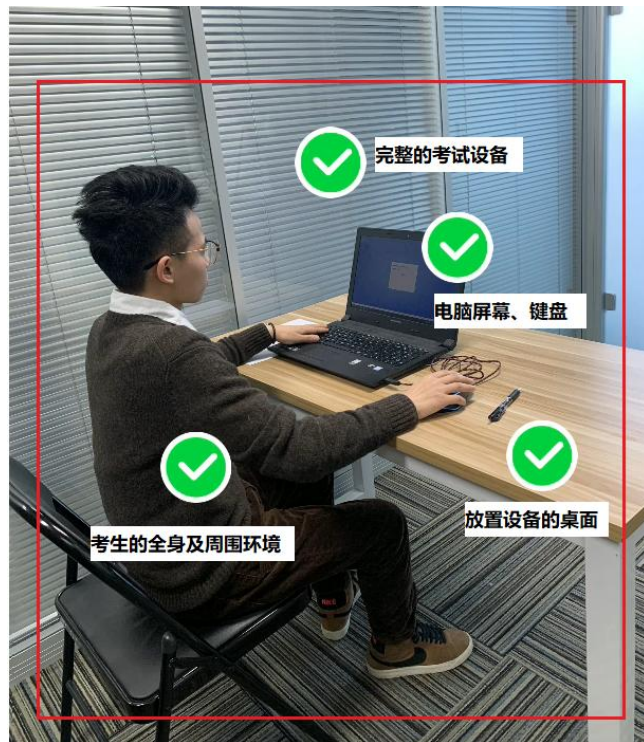 完整的考试设备
电脑屏幕、键盘
放置设备的桌面
考生的全身及周围环境